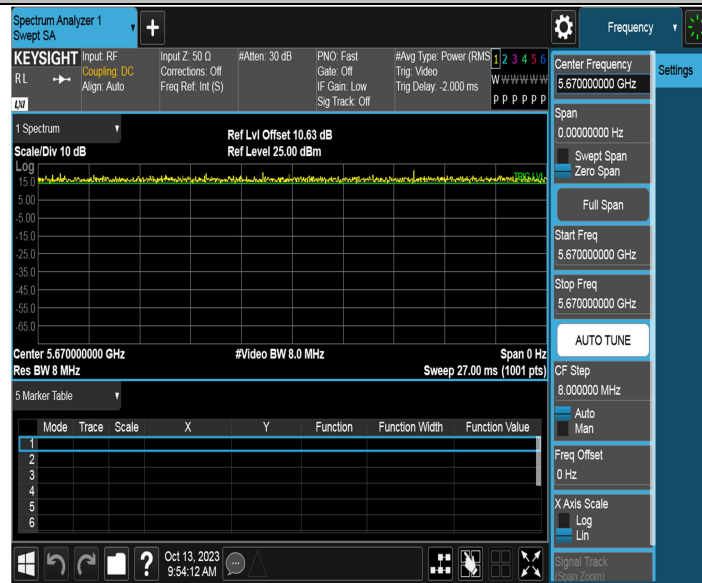 Spectrum Analyzer 1
Swept SA
Frequency
KEYSIGHT
RL
LXI
Input: RF
Coupling: DC
Align: Auto
Input Z: 50 Ω
Corrections: Off
Freq Ref: Int (S)
#Atten: 30 dB
PNO: Fast
Gate: Off
IF Gain: Low
Sig Track: Off
#Avg Type: Power (RMS
Trig: Video
Trig Delay: -2.000 ms
1 2 3 4 5 6
W W W W W W
P P P P P P
1 Spectrum
Scale/Div 10 dB
Ref Lvl Offset 10.63 dB
Ref Level 25.00 dBm
Log
15.0
5.00
-5.00
-15.0
-25.0
-35.0
-45.0
-55.0
-65.0
TRIG LVL
Center 5.670000000 GHz
#Video BW 8.0 MHz
Span 0 Hz
Res BW 8 MHz
Sweep 27.00 ms (1001 pts)
5 Marker Table
Mode Trace Scale X Y Function Function Width Function Value
1
2
3
4
5
6
Oct 13, 2023
9:54:12 AM
Center Frequency
5.670000000 GHz
Settings
Span
0.00000000 Hz
Swept Span
Zero Span
Full Span
Start Freq
5.670000000 GHz
Stop Freq
5.670000000 GHz
AUTO TUNE
CF Step
8.000000 MHz
Auto
Man
Freq Offset
0 Hz
X Axis Scale
Log
Lin
Signal Track
(Span Zoom)